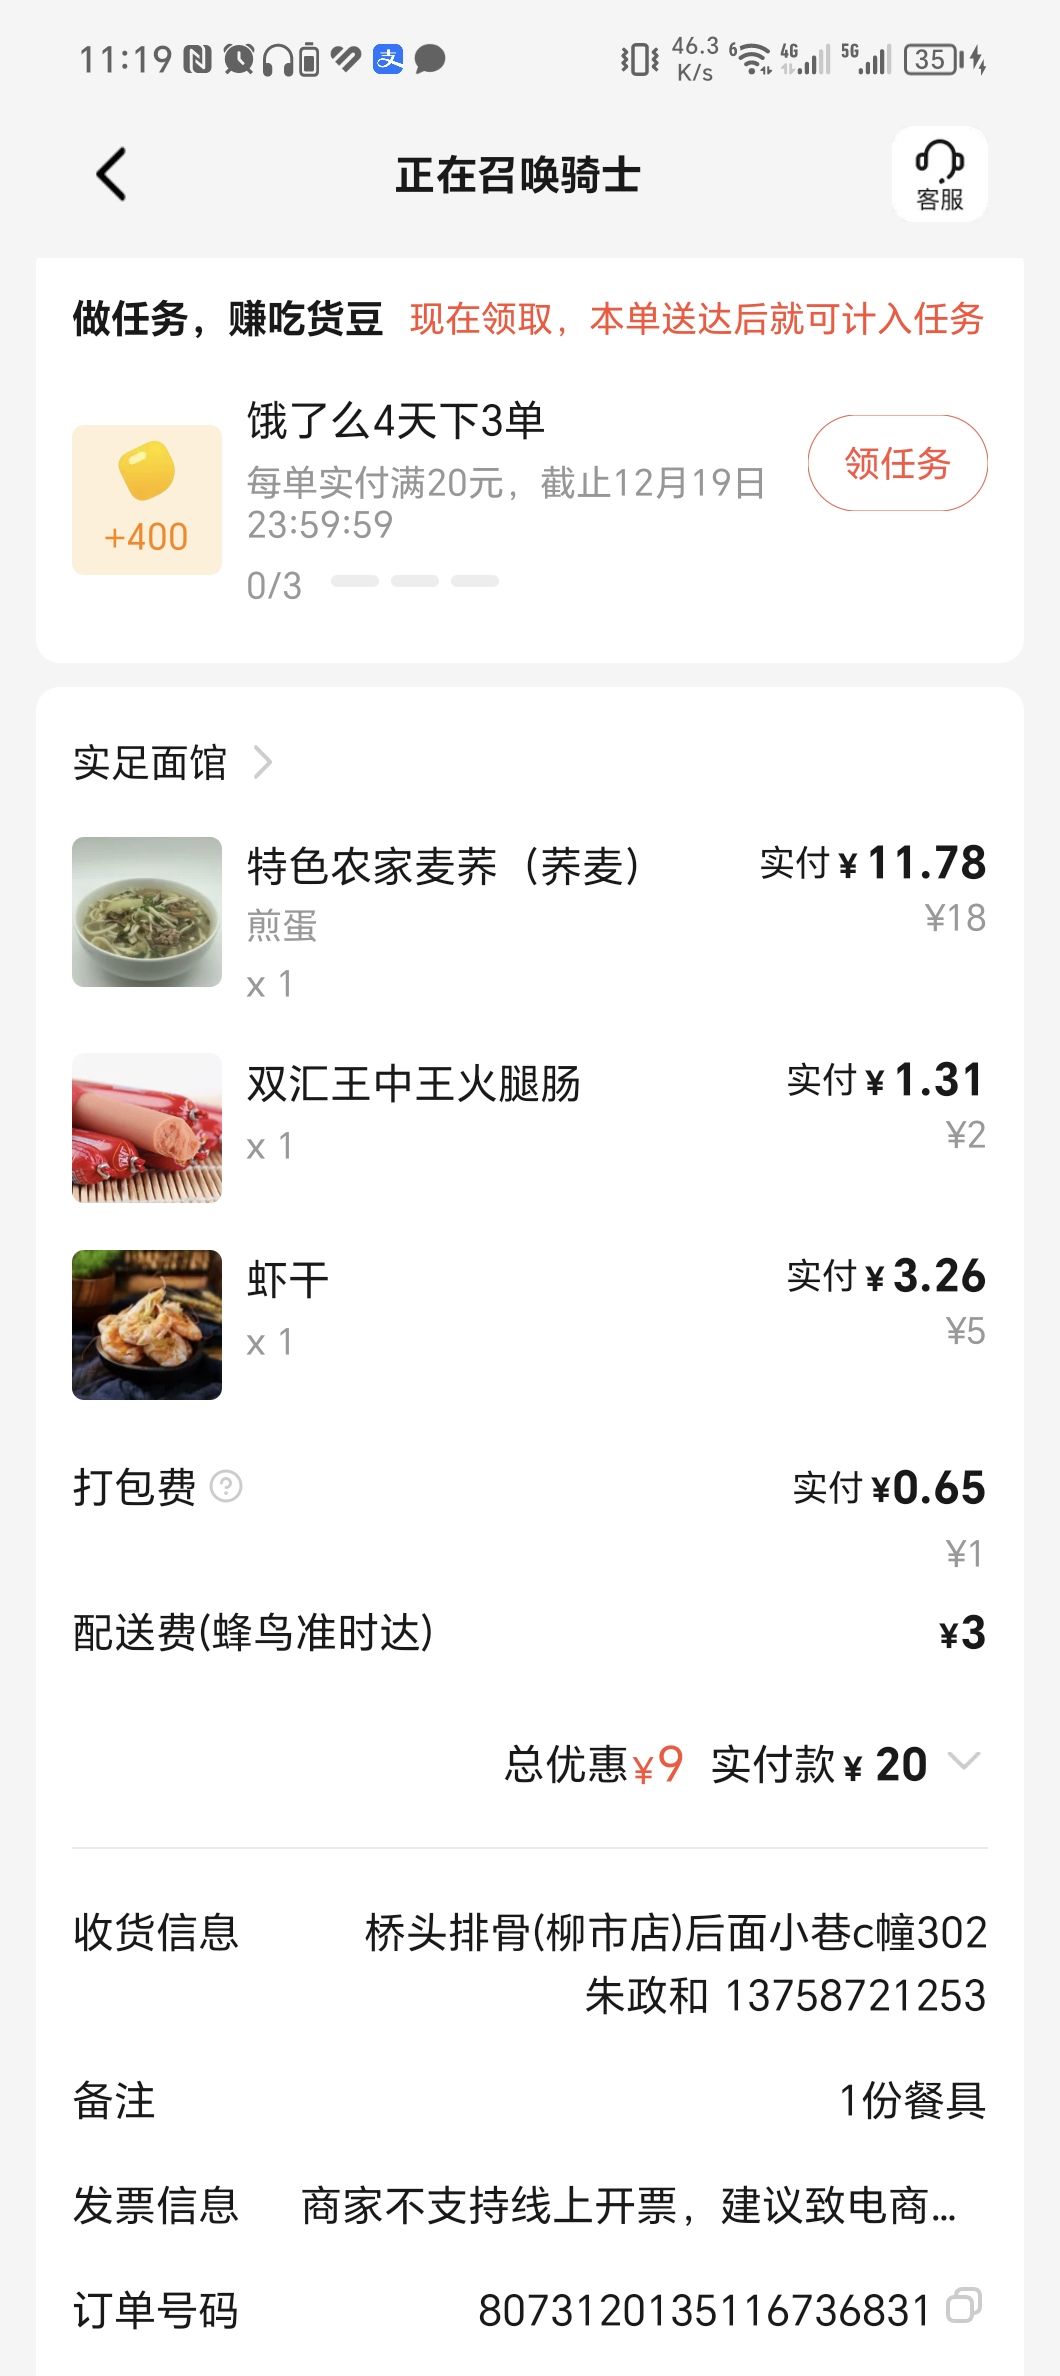 11:19
46.3 K/s
6
4G
5G
35
正在召唤骑士
客服
做任务，赚吃货豆 现在领取，本单送达后就可计入任务
饿了么4天下3单
每单实付满20元，截止12月19日
23:59:59
+400
领任务
0/3
实足面馆
特色农家麦荞（荞麦） 实付 ¥ 11.78
煎蛋 ¥18
x 1
双汇王中王火腿肠 实付 ¥ 1.31
x 1 ¥2
虾干 实付 ¥ 3.26
x 1 ¥5
打包费 ? 实付 ¥0.65
¥1
配送费(蜂鸟准时达) ¥3
总优惠¥9 实付款 ¥ 20
收货信息 桥头排骨(柳市店)后面小巷c幢302
朱政和 13758721253
备注 1份餐具
发票信息 商家不支持线上开票，建议致电商...
订单号码 8073120135116736831